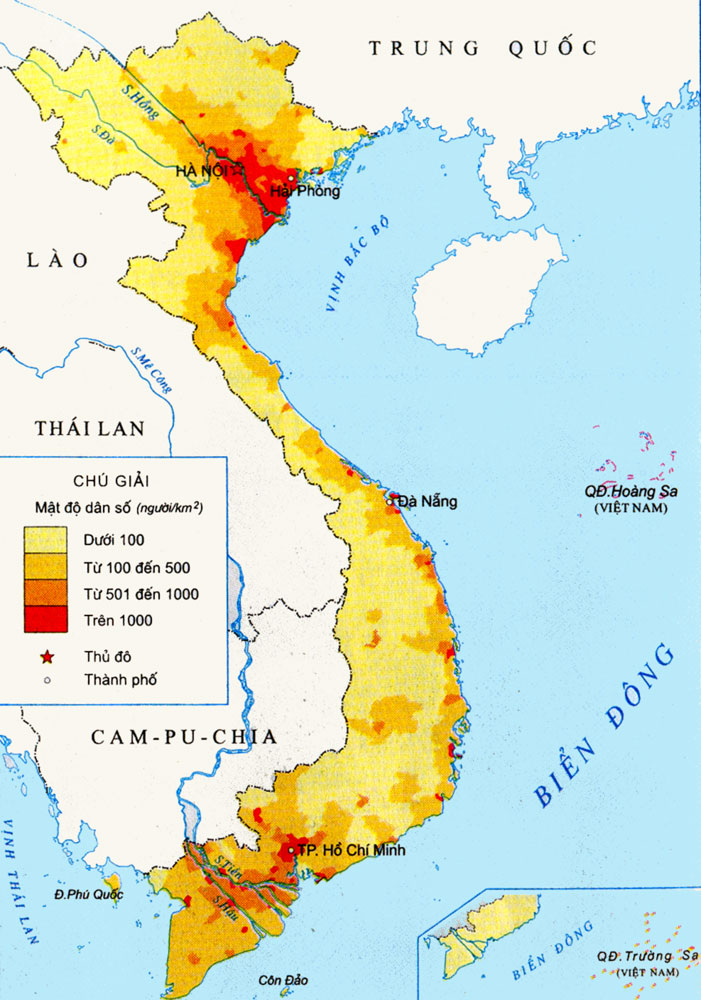 TRUNG QUỐC
S.Hồng
S.Đà
HÀ NỘI
Hải Phòng
LÀO
VỊNH BẮC BỘ
S.Mê Công
THÁI LAN
CHÚ GIẢI
Mật độ dân số (người/km²)
Dưới 100
Từ 100 đến 500
Từ 501 đến 1000
Trên 1000
Thủ đô
Thành phố
QĐ.Hoàng Sa
(VIỆT NAM)
Đà Nẵng
BIỂN ĐÔNG
CAM-PU-CHIA
VỊNH THÁI LAN
TP. Hồ Chí Minh
S.Tiền
S.Hậu
Đ.Phú Quốc
Côn Đảo
BIỂN ĐÔNG
QĐ.Trường Sa
(VIỆT NAM)